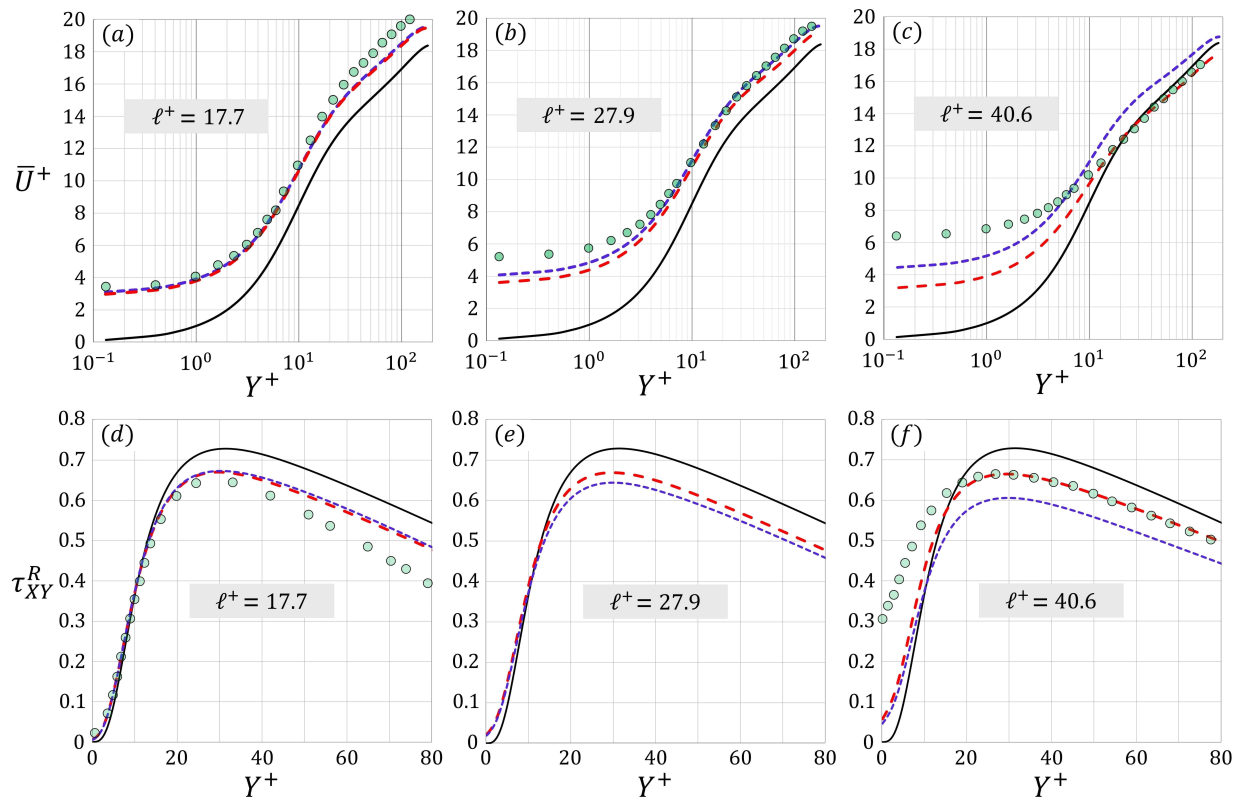 (a)
20
18
16
14
12
10
8
6
4
2
0
U̅⁺
ℓ⁺ = 17.7
10⁻¹ 10⁰ 10¹ 10²
Y⁺
(b)
20
18
16
14
12
10
8
6
4
2
0
ℓ⁺ = 27.9
10⁻¹ 10⁰ 10¹ 10²
Y⁺
(c)
20
18
16
14
12
10
8
6
4
2
0
ℓ⁺ = 40.6
10⁻¹ 10⁰ 10¹ 10²
Y⁺
(d)
0.8
0.7
0.6
0.5
0.4
0.3
0.2
0.1
0
τ_{XY}^{R}
ℓ⁺ = 17.7
0 20 40 60 80
Y⁺
(e)
0.8
0.7
0.6
0.5
0.4
0.3
0.2
0.1
0
ℓ⁺ = 27.9
0 20 40 60 80
Y⁺
(f)
0.8
0.7
0.6
0.5
0.4
0.3
0.2
0.1
0
ℓ⁺ = 40.6
0 20 40 60 80
Y⁺